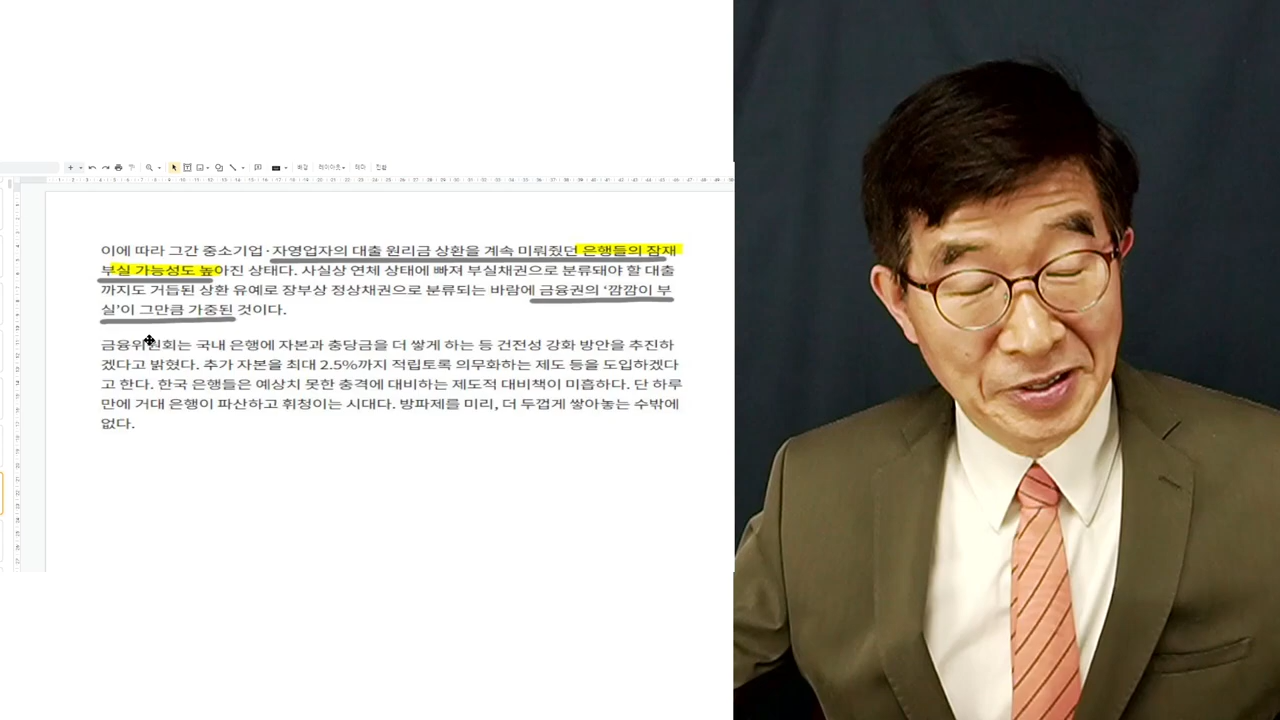 배경 레이아웃 테마 전환
이에 따라 그간 중소기업·자영업자의 대출 원리금 상환을 계속 미뤄줬던 은행들의 잠재
부실 가능성도 높아진 상태다. 사실상 연체 상태에 빠져 부실채권으로 분류돼야 할 대출
까지도 거듭된 상환 유예로 장부상 정상채권으로 분류되는 바람에 금융권의 ‘깜깜이 부
실’이 그만큼 가중된 것이다.
금융위원회는 국내 은행에 자본과 충당금을 더 쌓게 하는 등 건전성 강화 방안을 추진하
겠다고 밝혔다. 추가 자본을 최대 2.5%까지 적립토록 의무화하는 제도 등을 도입하겠다
고 한다. 한국 은행들은 예상치 못한 충격에 대비하는 제도적 대비책이 미흡하다. 단 하루
만에 거대 은행이 파산하고 휘청이는 시대다. 방파제를 미리, 더 두껍게 쌓아놓는 수밖에
없다.